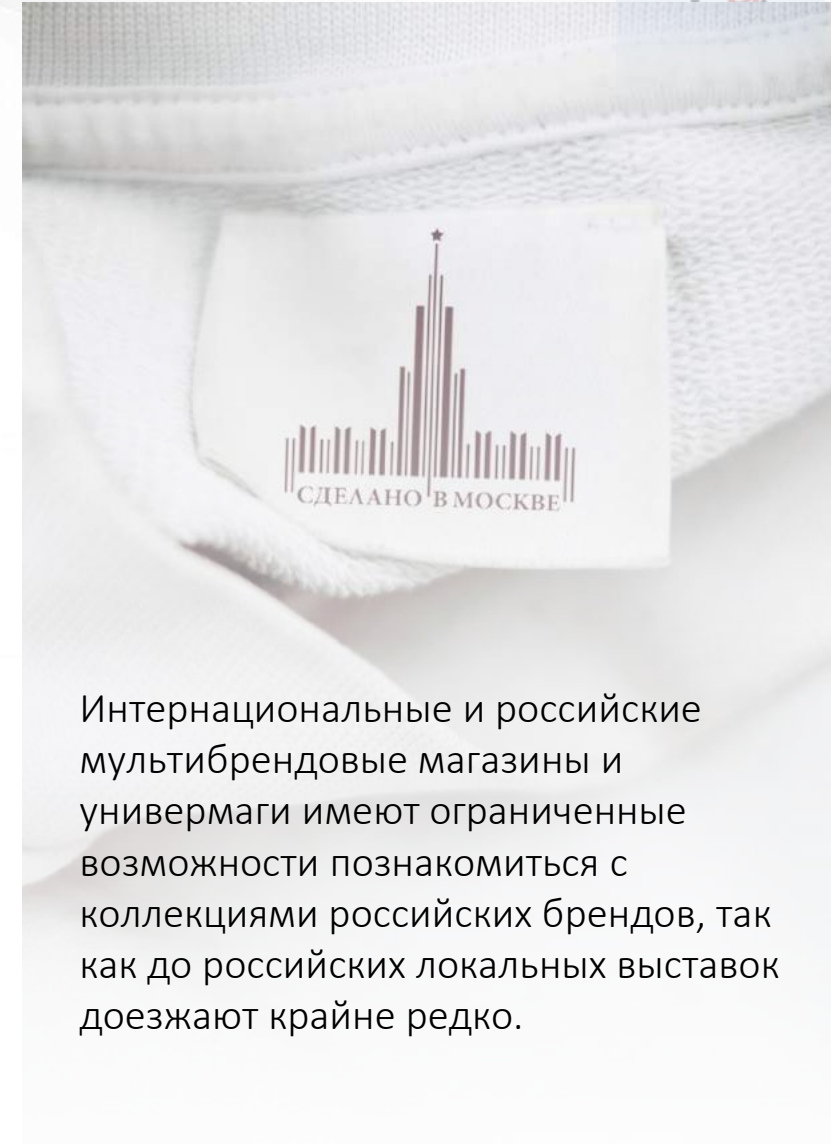 СДЕЛАНО В МОСКВЕ
Интернациональные и российские
мультибрендовые магазины и
универмаги имеют ограниченные
возможности познакомиться с
коллекциями российских брендов, так
как до российских локальных выставок
доезжают крайне редко.